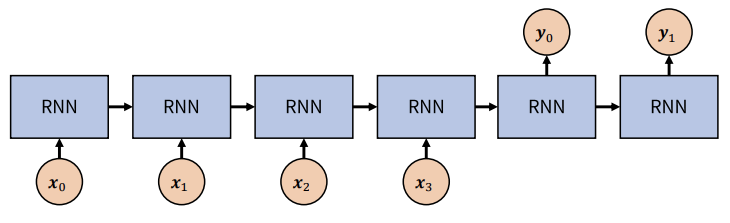 y₀ y₁
RNN RNN RNN RNN RNN RNN
x₀ x₁ x₂ x₃